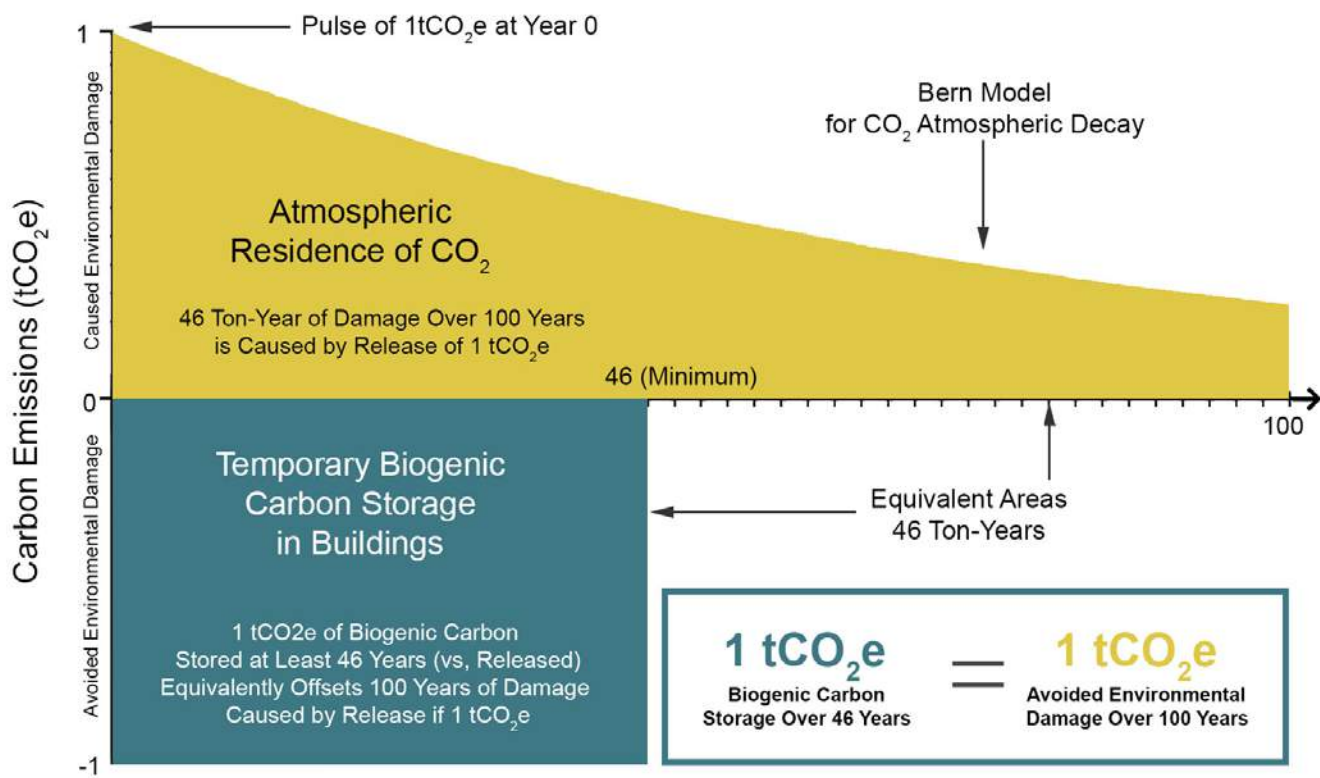 Pulse of 1tCO₂e at Year 0
1
Bern Model
for CO₂ Atmospheric Decay
Carbon Emissions (tCO₂e)
Caused Environmental Damage
Atmospheric
Residence of CO₂
46 Ton-Year of Damage Over 100 Years
is Caused by Release of 1 tCO₂e
46 (Minimum)
0
100
Avoided Environmental Damage
Temporary Biogenic
Carbon Storage
in Buildings
Equivalent Areas
46 Ton-Years
1 tCO2e of Biogenic Carbon
Stored at Least 46 Years (vs, Released)
Equivalently Offsets 100 Years of Damage
Caused by Release if 1 tCO₂e
1 tCO₂e
Biogenic Carbon
Storage Over 46 Years
=
1 tCO₂e
Avoided Environmental
Damage Over 100 Years
-1